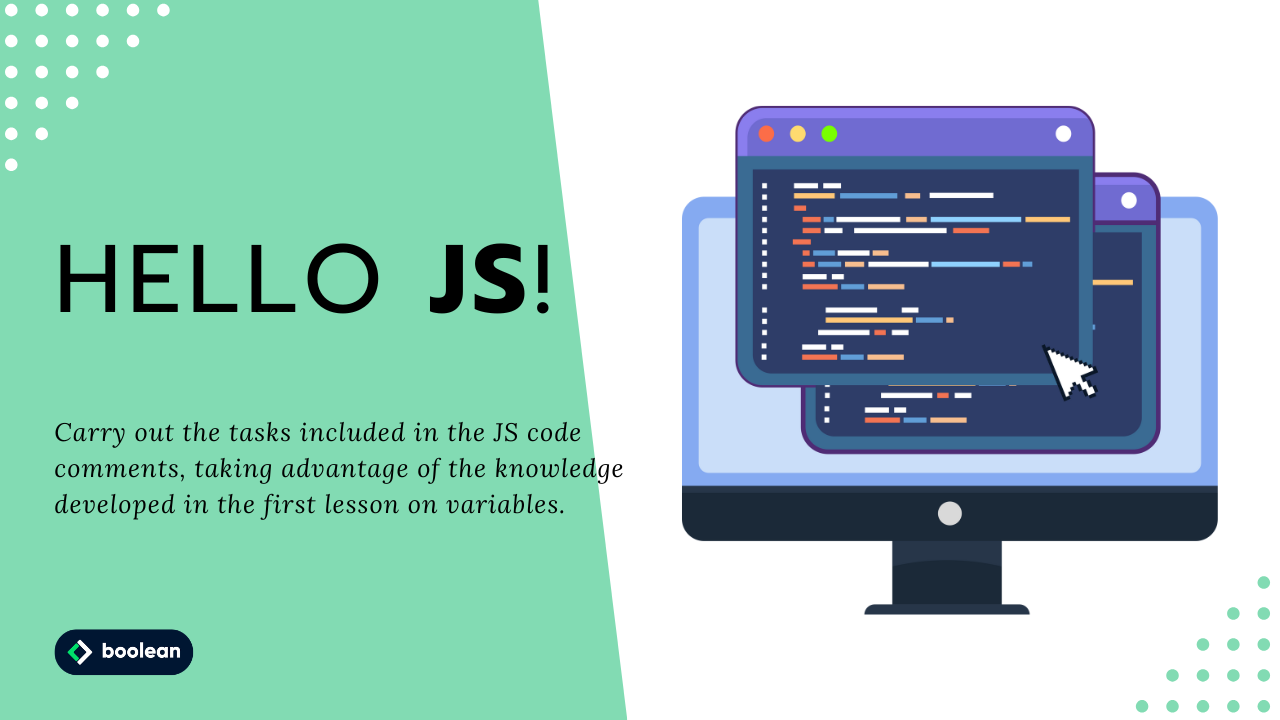 HELLO JS!
Carry out the tasks included in the JS code
comments, taking advantage of the knowledge
developed in the first lesson on variables.
boolean